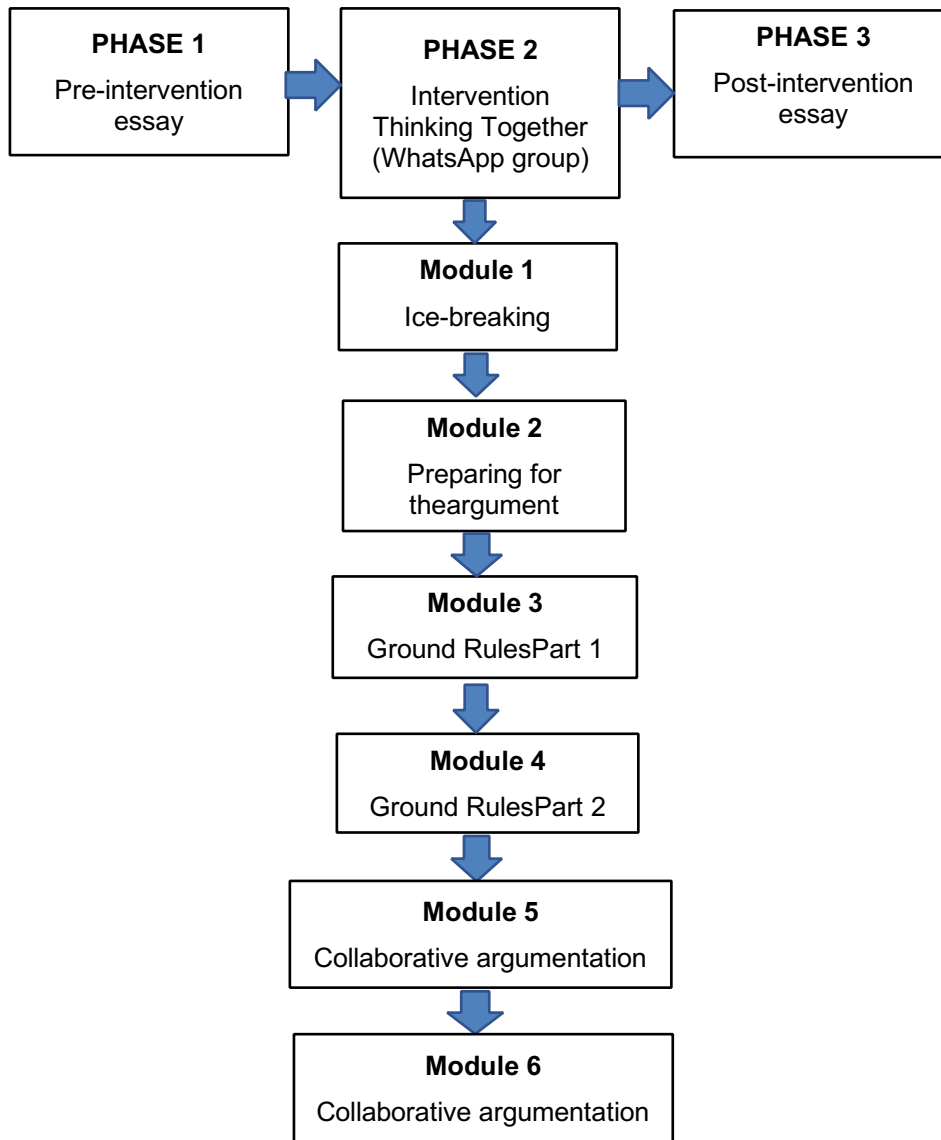 PHASE 1
Pre-intervention
essay
PHASE 2
Intervention
Thinking Together
(WhatsApp group)
PHASE 3
Post-intervention
essay
Module 1
Ice-breaking
Module 2
Preparing for
theargument
Module 3
Ground RulesPart 1
Module 4
Ground RulesPart 2
Module 5
Collaborative argumentation
Module 6
Collaborative argumentation